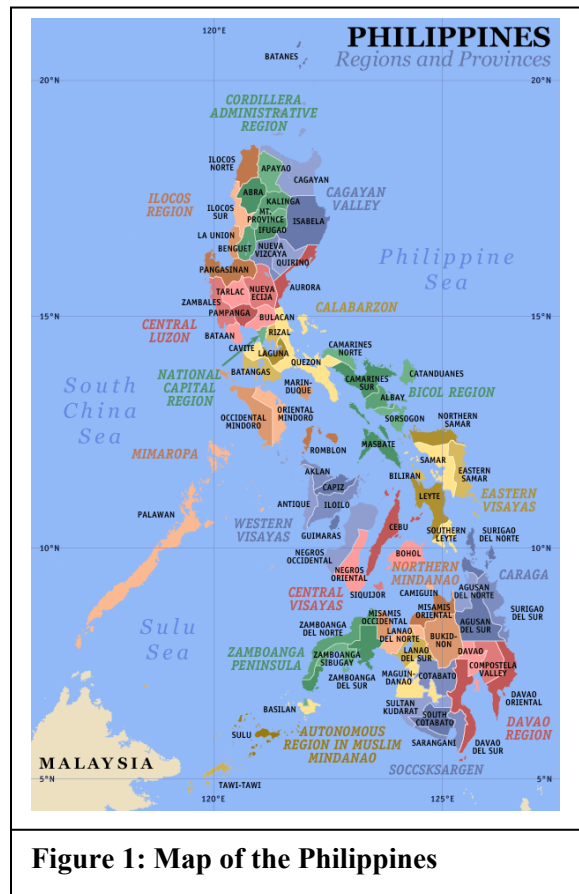 120°E
PHILIPPINES
Regions and Provinces
BATANES
20°N
20°N
CORDILLERA
ADMINISTRATIVE
REGION
ILOCOS
NORTE
APAYAO
CAGAYAN
ILOCOS
REGION
ABRA
KALINGA
CAGAYAN
VALLEY
ILOCOS
SUR
MT.
PROVINCE
ISABELA
IFUGAO
LA UNION
BENGUET
NUEVA
VIZCAYA
QUIRINO
Philippine
Sea
PANGASINAN
TARLAC
NUEVA
ECIJA
AURORA
ZAMBALES
PAMPANGA
BULACAN
CALABARZON
15°N
15°N
CENTRAL
LUZON
BATAAN
RIZAL
CAVITE
LAGUNA
QUEZON
CAMARINES
NORTE
NATIONAL
CAPITAL
REGION
BATANGAS
CAMARINES
SUR
CATANDUANES
MARIN-
DUQUE
ALBAY
BICOL REGION
South
China
Sea
OCCIDENTAL
MINDORO
ORIENTAL
MINDORO
SORSOGON
NORTHERN
SAMAR
MIMAROPA
ROMBLON
MASBATE
SAMAR
EASTERN
SAMAR
AKLAN
BILIRAN
CAPIZ
LEYTE
EASTERN
VISAYAS
PALAWAN
ANTIQUE
ILOILO
WESTERN
VISAYAS
GUIMARAS
CEBU
SOUTHERN
LEYTE
SURIGAO
DEL NORTE
10°N
10°N
NEGROS
OCCIDENTAL
BOHOL
NEGROS
ORIENTAL
NORTHERN
MINDANAO
CARAGA
CENTRAL
VISAYAS
SIQUIJOR
CAMIGUIN
AGUSAN
DEL NORTE
SURIGAO
DEL SUR
Sulu
Sea
ZAMBOANGA
DEL NORTE
MISAMIS
OCCIDENTAL
MISAMIS
ORIENTAL
AGUSAN
DEL SUR
LANAO
DEL NORTE
BUKID-
NON
ZAMBOANGA
PENINSULA
ZAMBOANGA
SIBUGAY
LANAO
DEL SUR
DAVAO
COMPOSTELA
VALLEY
ZAMBOANGA
DEL SUR
MAGUIN-
DANAO
COTABATO
DAVAO
ORIENTAL
BASILAN
SULTAN
KUDARAT
SOUTH
COTABATO
DAVAO
REGION
SULU
AUTONOMOUS
REGION IN MUSLIM
MINDANAO
SARANGANI
DAVAO
DEL SUR
MALAYSIA
SOCCSKSARGEN
5°N
5°N
TAWI-TAWI
120°E
125°E
Figure 1: Map of the Philippines